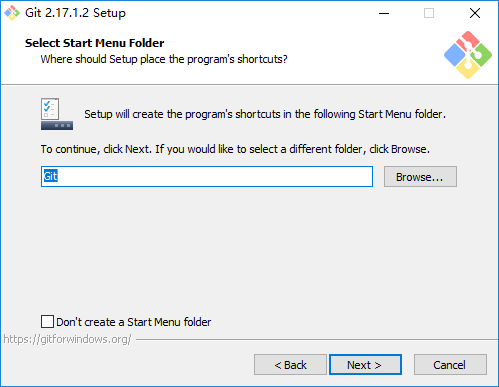 Git 2.17.1.2 Setup
Select Start Menu Folder
Where should Setup place the program's shortcuts?
Setup will create the program's shortcuts in the following Start Menu folder.
To continue, click Next. If you would like to select a different folder, click Browse.
Git
Browse...
Don't create a Start Menu folder
https://gitforwindows.org/
< Back
Next >
Cancel